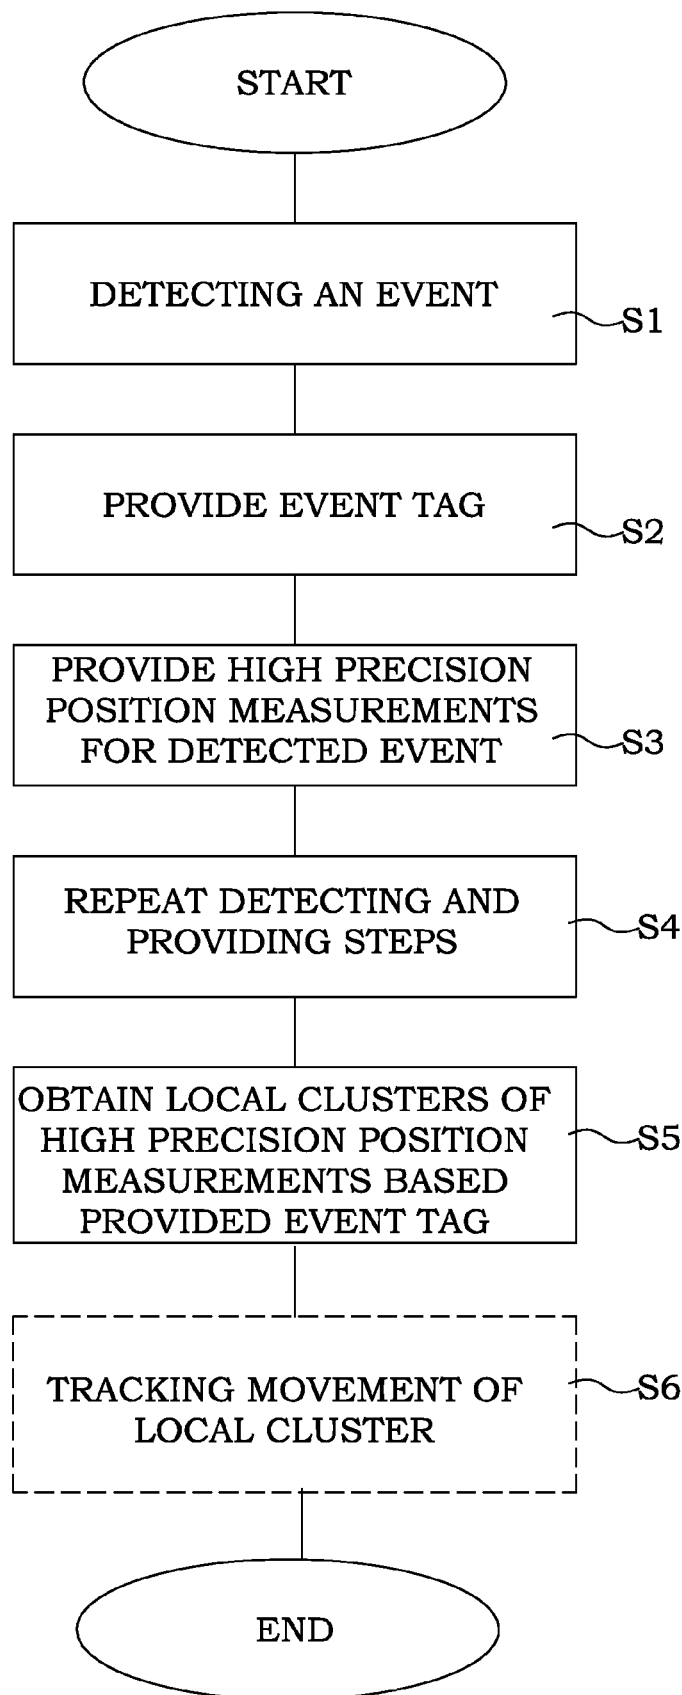 START
DETECTING AN EVENT
S1
PROVIDE EVENT TAG
S2
PROVIDE HIGH PRECISION
POSITION MEASUREMENTS
FOR DETECTED EVENT
S3
REPEAT DETECTING AND
PROVIDING STEPS
S4
OBTAIN LOCAL CLUSTERS OF
HIGH PRECISION POSITION
MEASUREMENTS BASED
PROVIDED EVENT TAG
S5
TRACKING MOVEMENT OF
LOCAL CLUSTER
S6
END